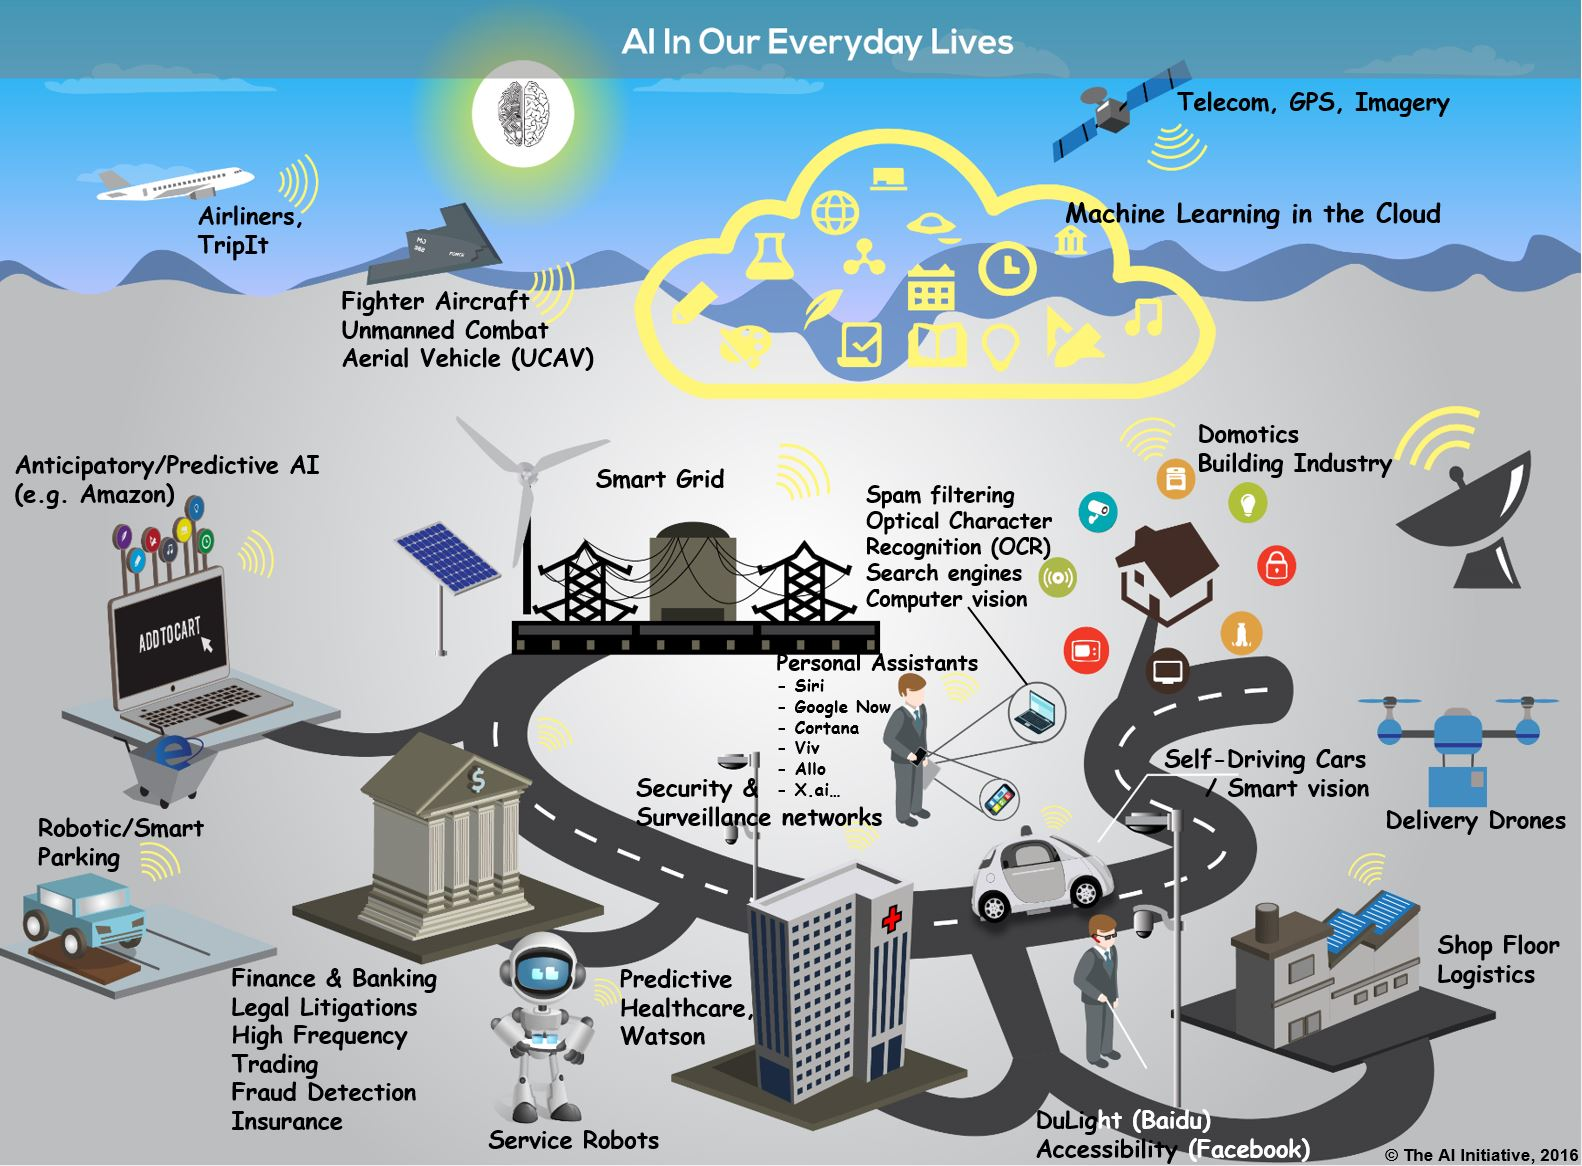 AI In Our Everyday Lives
Telecom, GPS, Imagery
Airliners,
TripIt
Machine Learning in the Cloud
Fighter Aircraft
Unmanned Combat
Aerial Vehicle (UCAV)
Domotics
Building Industry
Anticipatory/Predictive AI
(e.g. Amazon)
Smart Grid
Spam filtering
Optical Character
Recognition (OCR)
Search engines
Computer vision
ADD TO CART
Personal Assistants
- Siri
- Google Now
- Cortana
- Viv
- Allo
- X.ai…
Security &
Surveillance networks
Self-Driving Cars
/ Smart vision
Delivery Drones
$
Robotic/Smart
Parking
Shop Floor
Logistics
Finance & Banking
Legal Litigations
High Frequency
Trading
Fraud Detection
Insurance
Predictive
Healthcare,
Watson
Service Robots
DuLight (Baidu)
Accessibility (Facebook)
© The AI Initiative, 2016